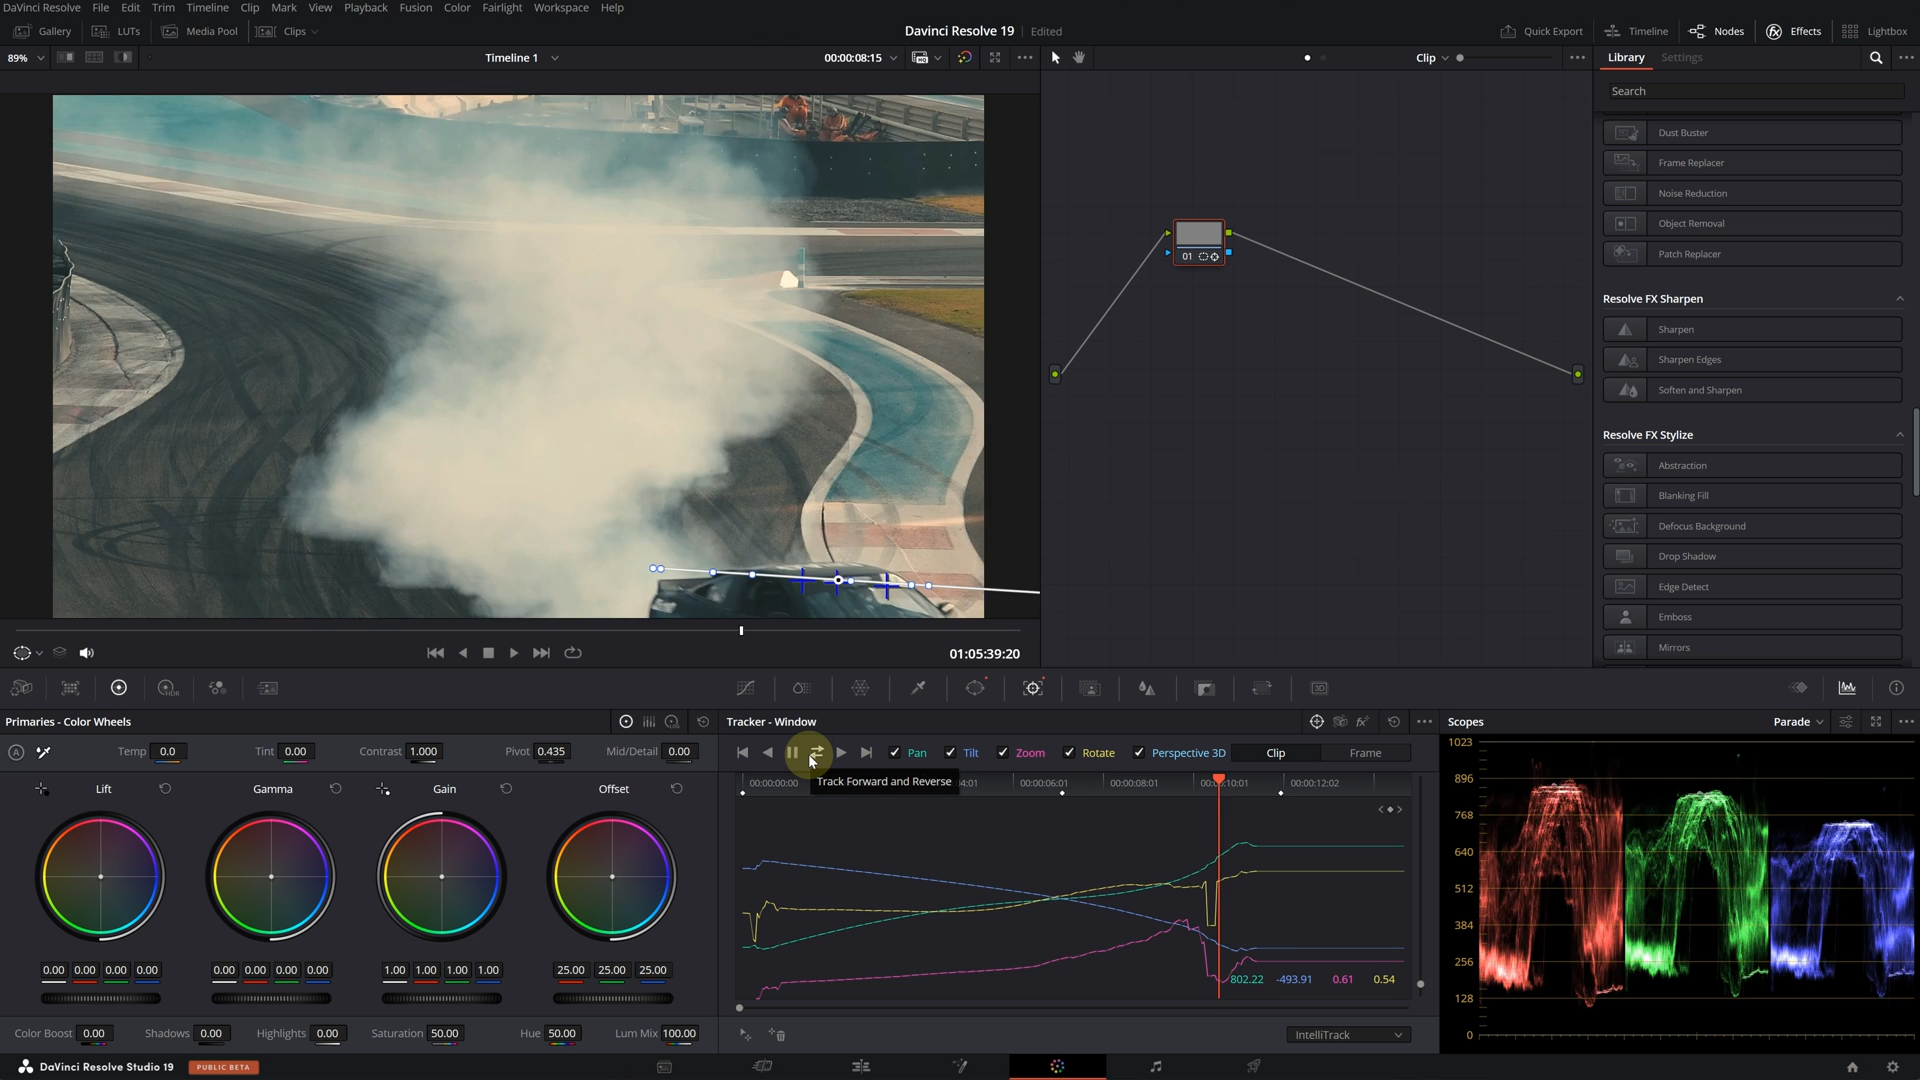 DaVinci Resolve File Edit Trim Timeline Clip Mark View Playback Fusion Color Fairlight Workspace Help
Gallery LUTs Media Pool Clips Davinci Resolve 19 Edited Quick Export Timeline Nodes Effects Lightbox
89% Timeline 1 00:00:08:15 Clip Library Settings
Search
Dust Buster
Frame Replacer
Noise Reduction
Object Removal
Patch Replacer
01
Resolve FX Sharpen
Sharpen
Sharpen Edges
Soften and Sharpen
Resolve FX Stylize
Abstraction
Blanking Fill
Defocus Background
Drop Shadow
Edge Detect
Emboss
Mirrors
01:05:39:20
HDR
3D
Primaries - Color Wheels Tracker - Window Scopes Parade
Temp 0.0 Tint 0.00 Contrast 1.000 Pivot 0.435 Mid/Detail 0.00
Pan Tilt Zoom Rotate Perspective 3D Clip Frame
Track Forward and Reverse
00:00:00:00 4:01 00:00:06:01 00:00:08:01 00:00:10:01 00:00:12:02
Lift Gamma Gain Offset
802.22 -493.91 0.61 0.54
0.00 0.00 0.00 0.00 0.00 0.00 0.00 0.00 1.00 1.00 1.00 1.00 25.00 25.00 25.00
Color Boost 0.00 Shadows 0.00 Highlights 0.00 Saturation 50.00 Hue 50.00 Lum Mix 100.00
IntelliTrack
1023
896
768
640
512
384
256
128
0
DaVinci Resolve Studio 19 PUBLIC BETA